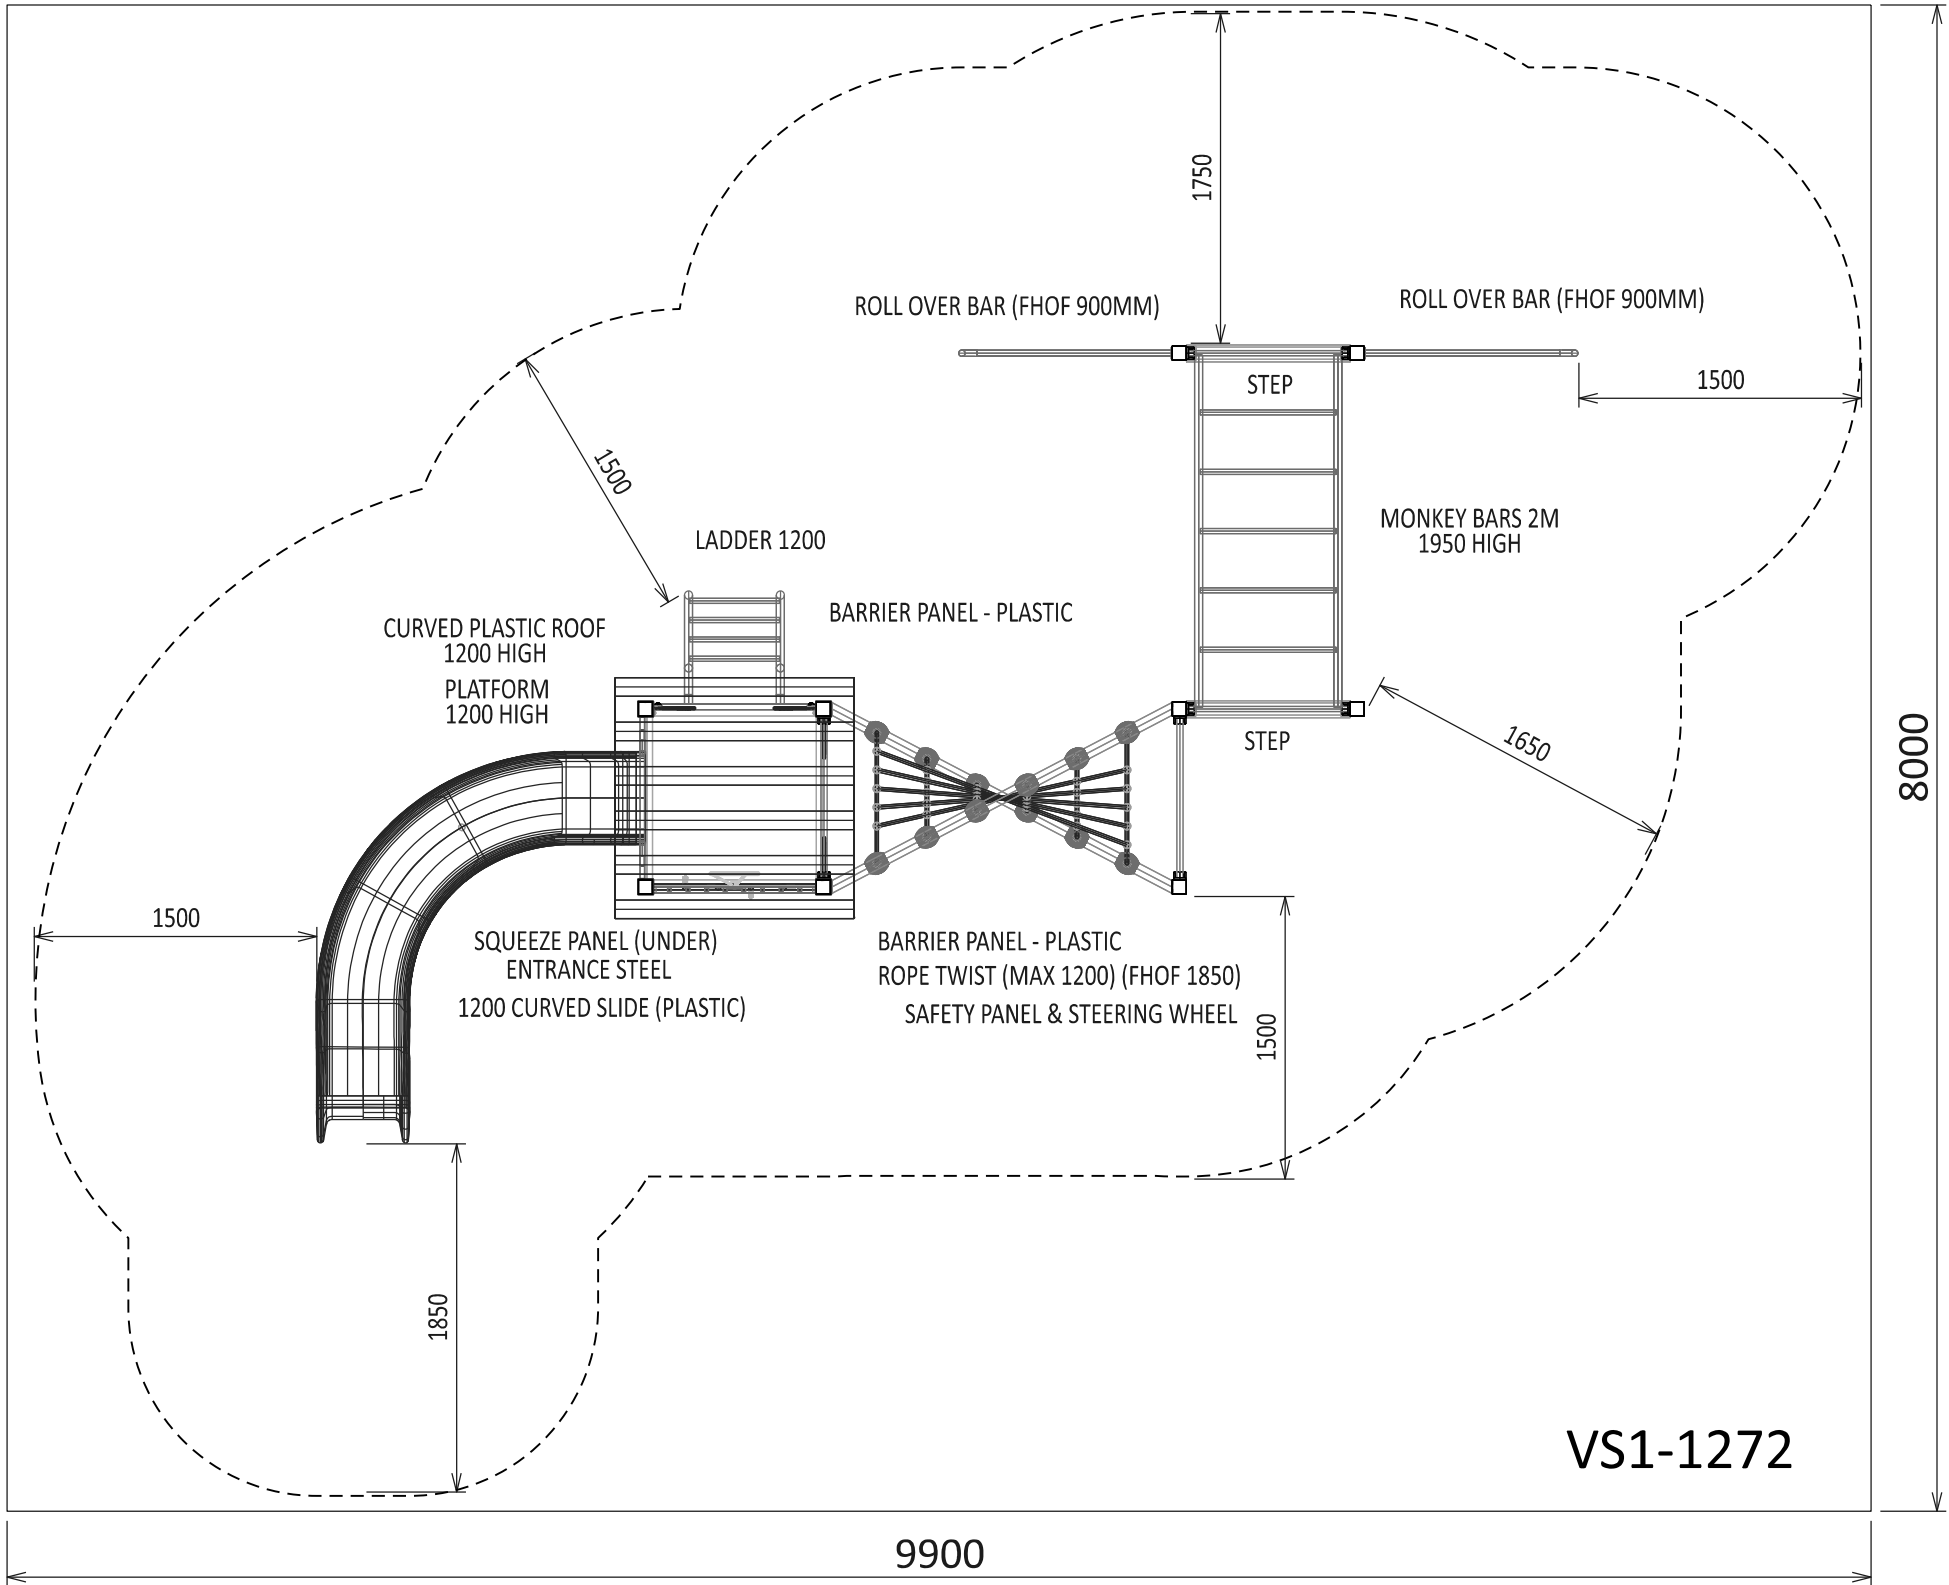 1750
ROLL OVER BAR (FHOF 900MM)
ROLL OVER BAR (FHOF 900MM)
STEP
1500
1500
MONKEY BARS 2M
1950 HIGH
LADDER 1200
BARRIER PANEL - PLASTIC
CURVED PLASTIC ROOF
1200 HIGH
PLATFORM
1200 HIGH
STEP
1650
8000
1500
SQUEEZE PANEL (UNDER)
ENTRANCE STEEL
1200 CURVED SLIDE (PLASTIC)
BARRIER PANEL - PLASTIC
ROPE TWIST (MAX 1200) (FHOF 1850)
SAFETY PANEL & STEERING WHEEL
1500
1850
VS1-1272
9900